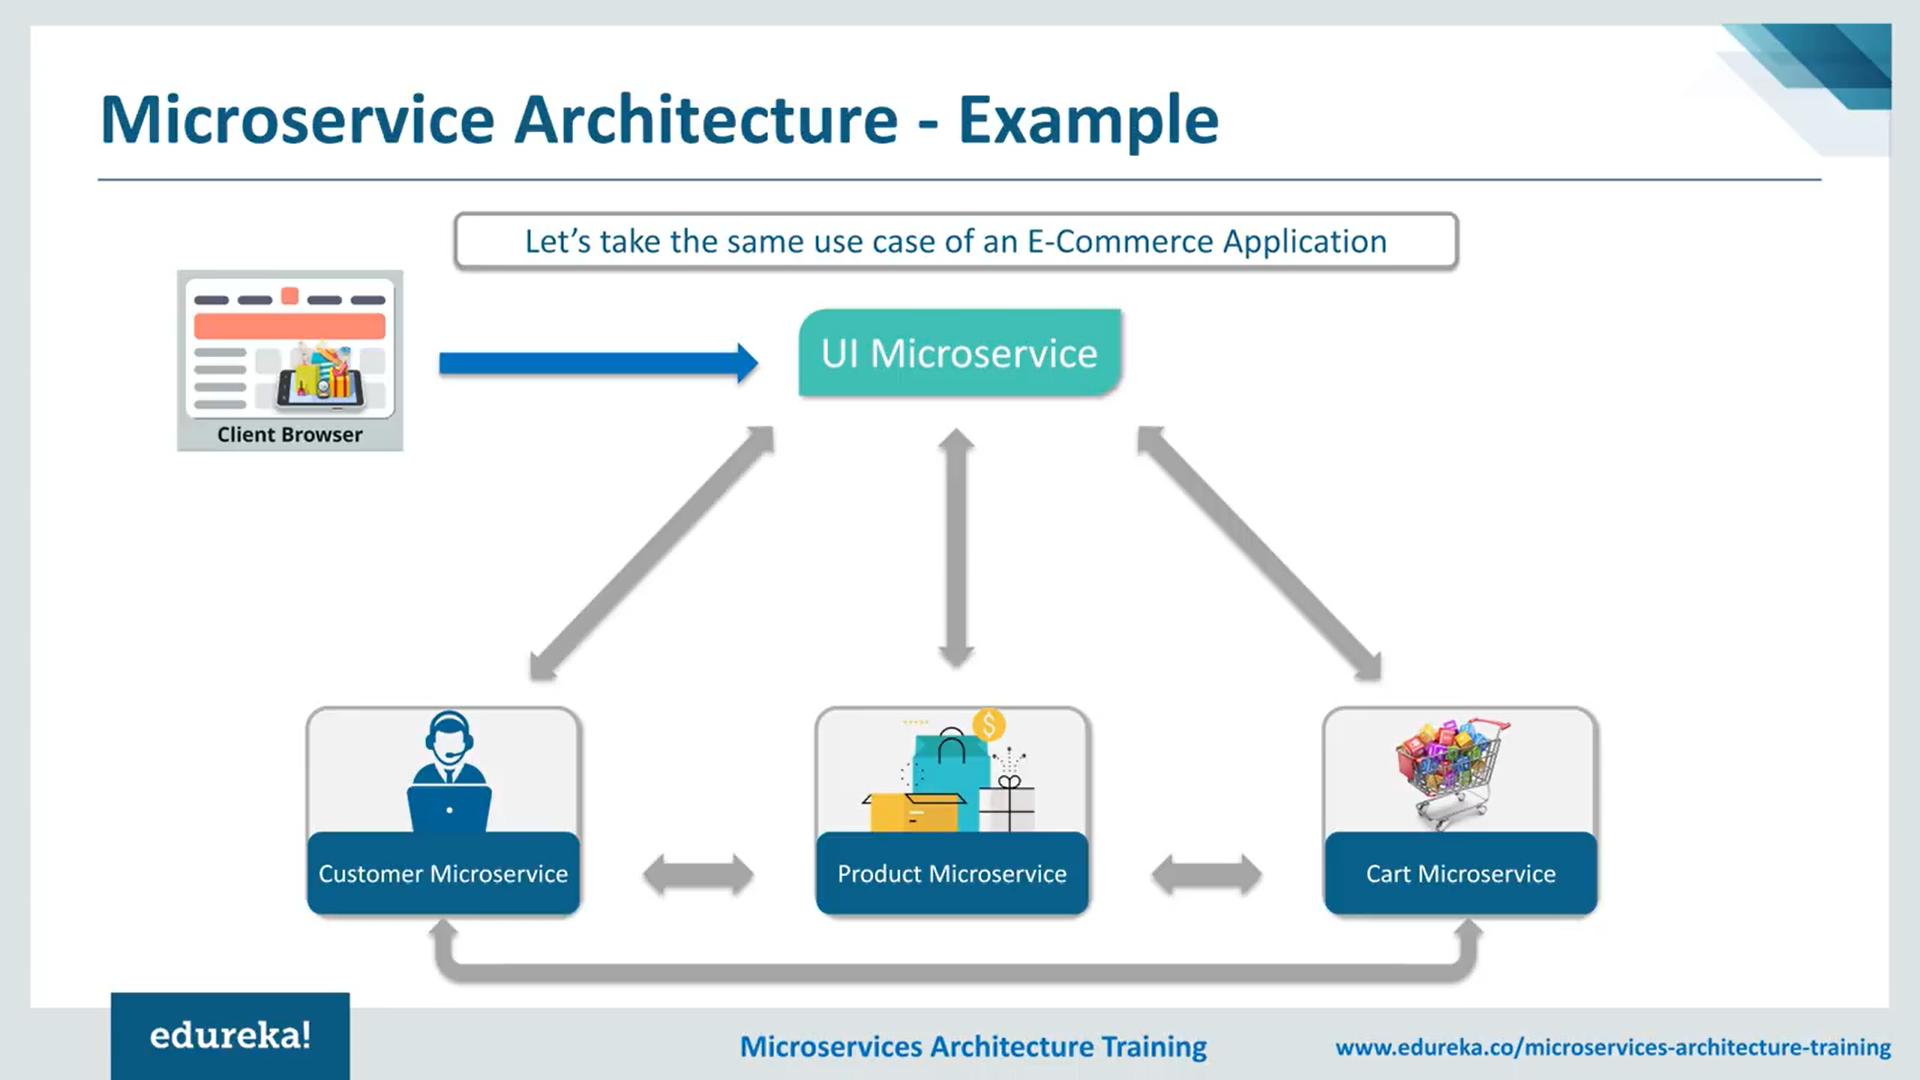 Microservice Architecture - Example
Let’s take the same use case of an E-Commerce Application
UI Microservice
Client Browser
$
Customer Microservice
Product Microservice
Cart Microservice
edureka!
Microservices Architecture Training
www.edureka.co/microservices-architecture-training